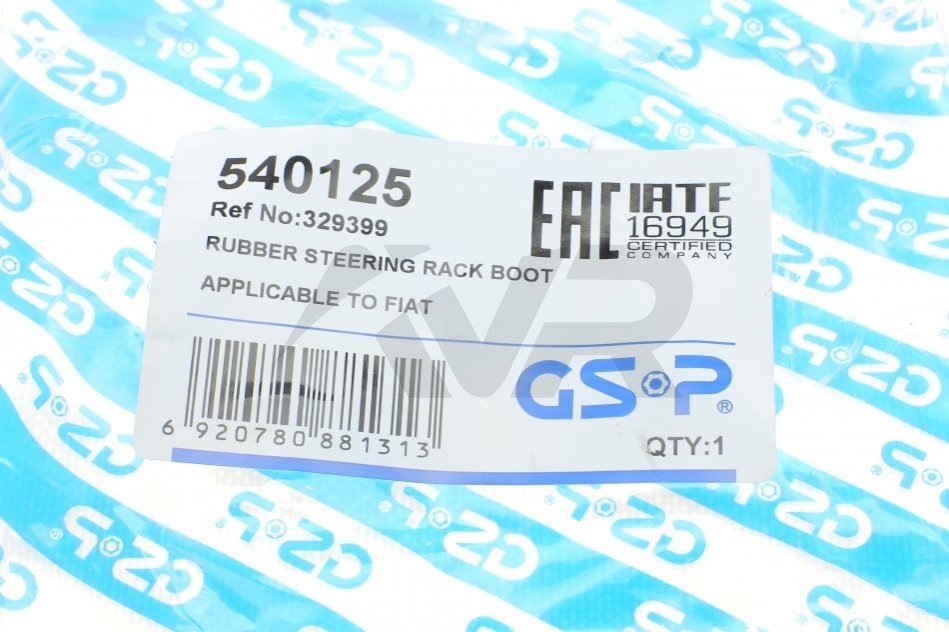 540125
Ref No:329399
RUBBER STEERING RACK BOOT
APPLICABLE TO FIAT
EAC
IATF
16949
CERTIFIED
COMPANY
6 920780 881313
GS-P®
QTY:1